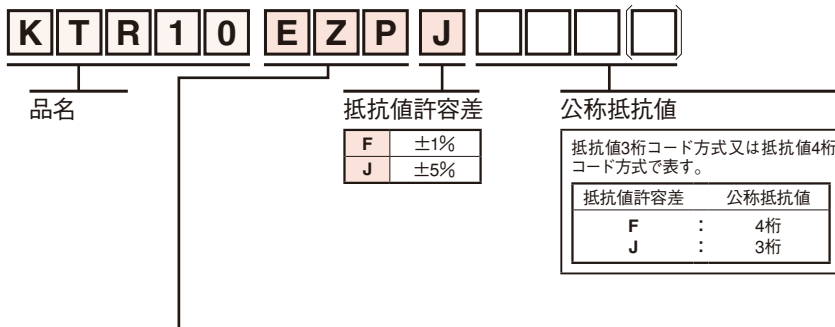 KTR10 EZP J
品名
抵抗値許容差
F ±1%
J ±5%
公称抵抗値
抵抗値3桁コード方式又は抵抗値4桁
コード方式で表す。
抵抗値許容差 公称抵抗値
F : 4桁
J : 3桁